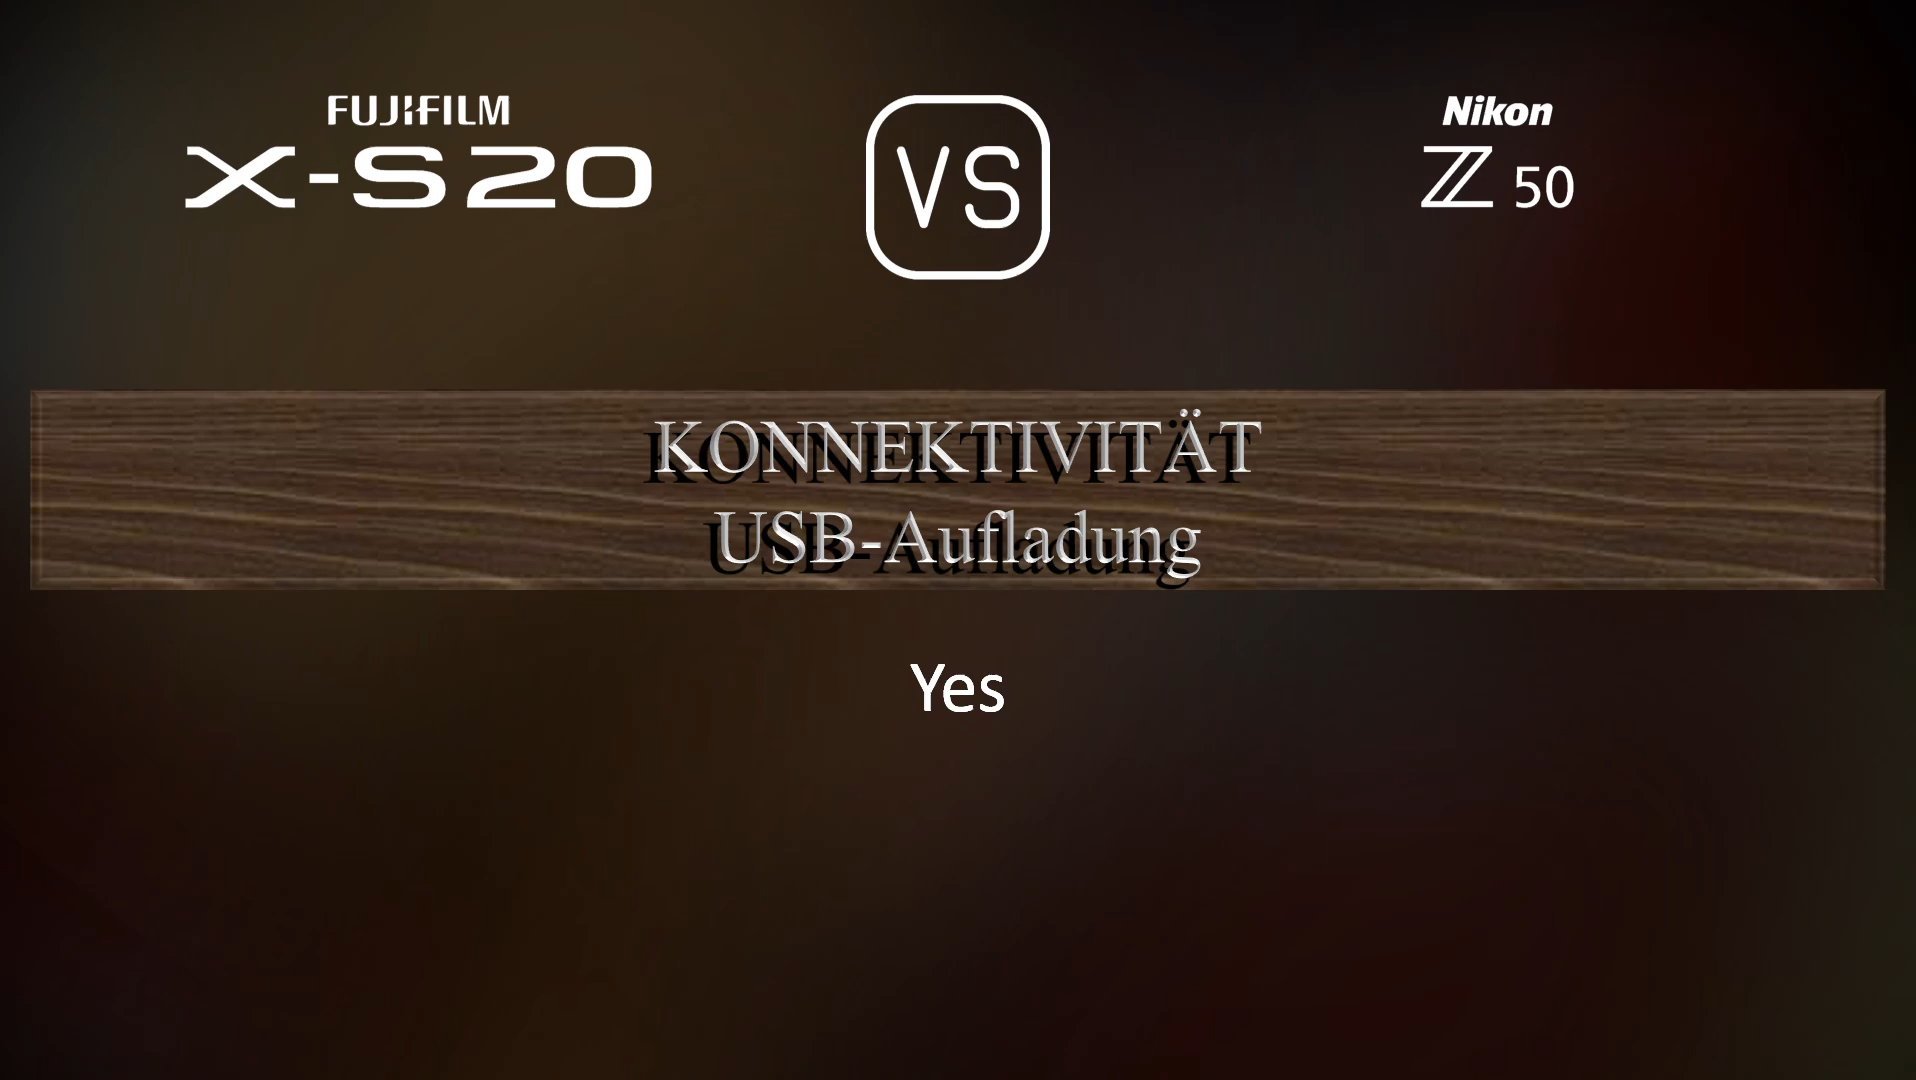 FUJIFILM
X-S20
VS
Nikon
Z 50
KONNEKTIVITÄT
USB-Aufladung
Yes